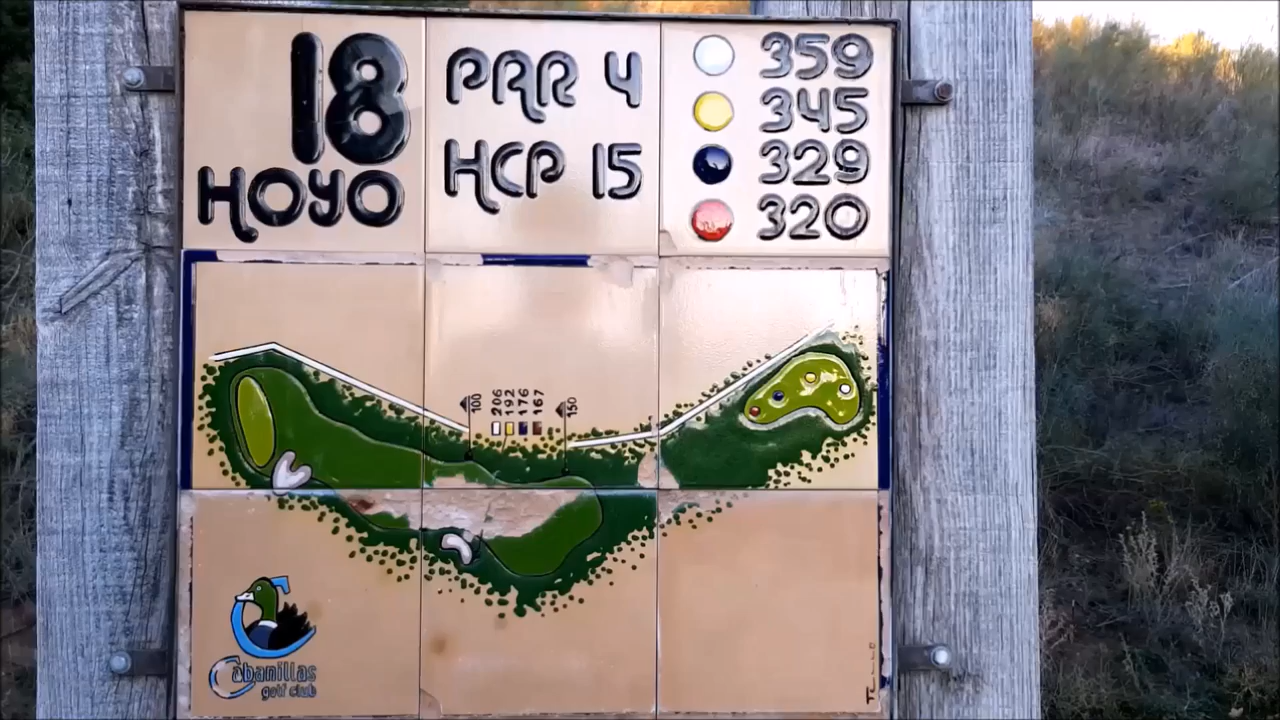 18
HOYO
PAR 4
HCP 15
359
345
329
320
100
206
192
176
167
150
Cabanillas
golf club